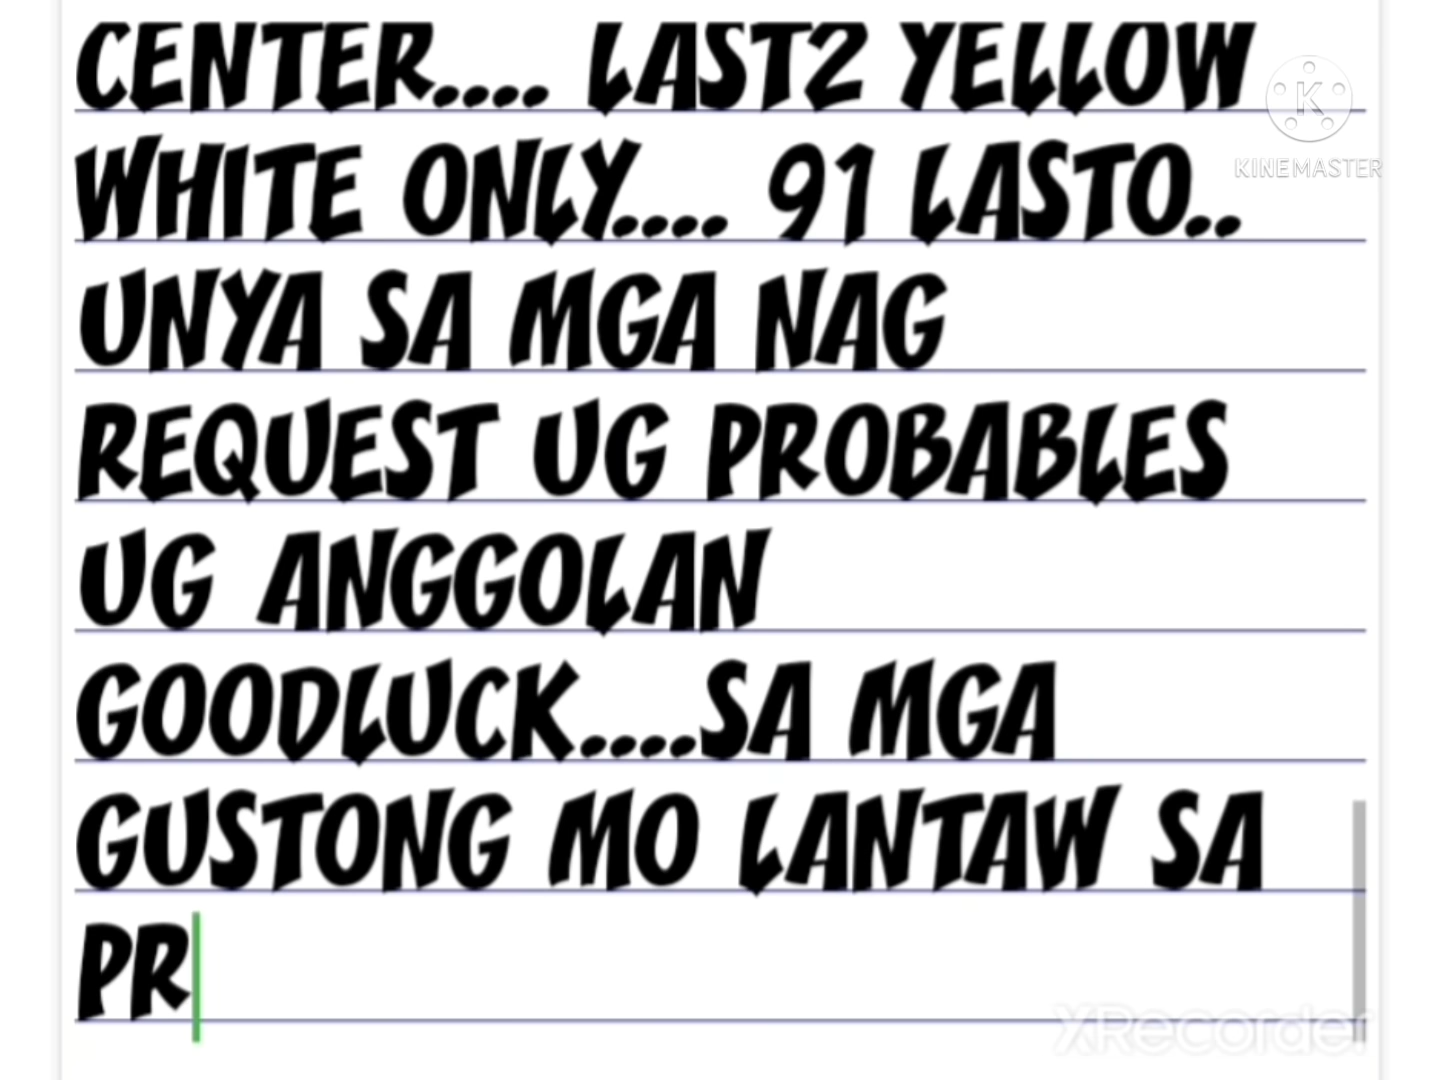 CENTER.... LAST2 YELLOW
WHITE ONLY.... 91 LASTO..
UNYA SA MGA NAG
REQUEST UG PROBABLES
UG ANGGOLAN
GOODLUCK....SA MGA
GUSTONG MO LANTAW SA
PR
K
KINEMASTER
XRecorder